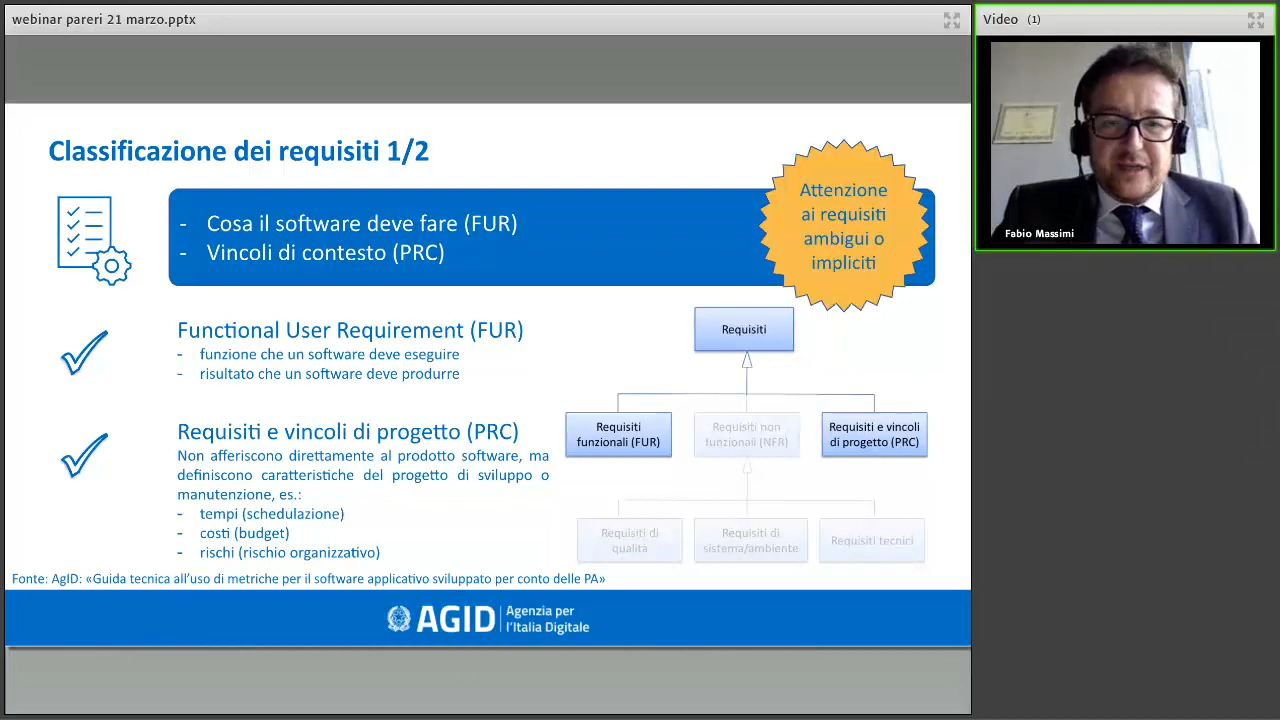 webinar pareri 21 marzo.pptx
Video (1)
Fabio Massimi
Classificazione dei requisiti 1/2
- Cosa il software deve fare (FUR)
- Vincoli di contesto (PRC)
Attenzione
ai requisiti
ambigui o
impliciti
Functional User Requirement (FUR)
- funzione che un software deve eseguire
- risultato che un software deve produrre
Requisiti e vincoli di progetto (PRC)
Non afferiscono direttamente al prodotto software, ma
definiscono caratteristiche del progetto di sviluppo o
manutenzione, es.:
- tempi (schedulazione)
- costi (budget)
- rischi (rischio organizzativo)
Requisiti
Requisiti
funzionali (FUR)
Requisiti non
funzionali (NFR)
Requisiti e vincoli
di progetto (PRC)
Requisiti di
qualità
Requisiti di
sistema/ambiente
Requisiti tecnici
Fonte: AgID: «Guida tecnica all'uso di metriche per il software applicativo sviluppato per conto delle PA»
AGID
Agenzia per
l'Italia Digitale